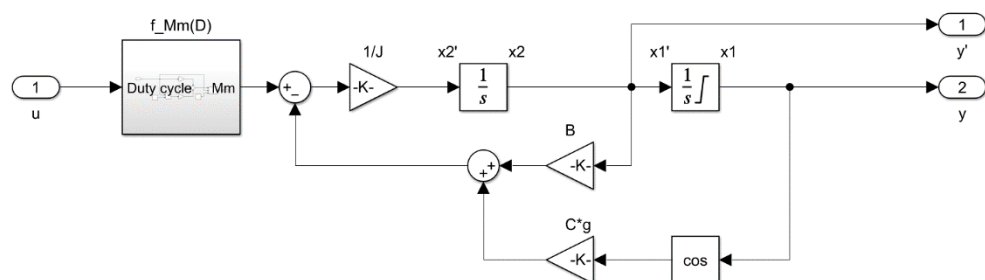 f_Mm(D)
1
u
Duty cycle
Mm
+
−
1/J
-K-
x2'
x2
1
s
x1'
x1
1
s
1
y'
2
y
B
-K-
+
+
C*g
-K-
cos